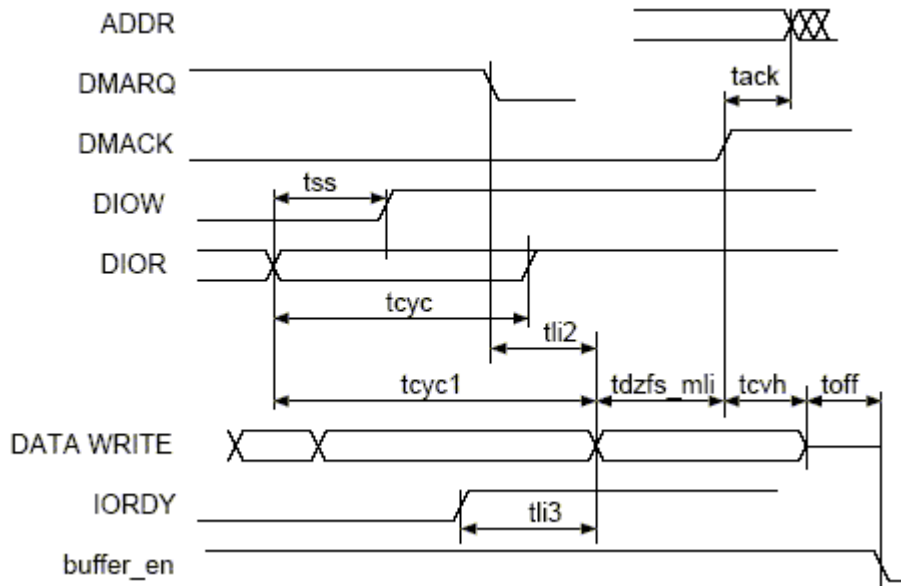 ADDR
DMARQ
tack
DMACK
tss
DIOW
DIOR
tcyc
tli2
tcyc1 tdzfs_mli tcvh toff
DATA WRITE
IORDY
tli3
buffer_en